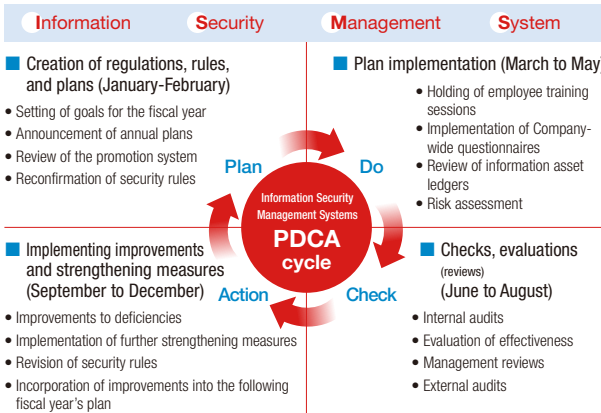 Information Security Management System
■ Creation of regulations, rules,
and plans (January-February)
• Setting of goals for the fiscal year
• Announcement of annual plans
• Review of the promotion system
• Reconfirmation of security rules
■ Plan implementation (March to May)
• Holding of employee training
sessions
• Implementation of Company-
wide questionnaires
• Review of information asset
ledgers
• Risk assessment
Plan
Do
Information Security
Management Systems
PDCA
cycle
Action
Check
■ Implementing improvements
and strengthening measures
(September to December)
• Improvements to deficiencies
• Implementation of further strengthening measures
• Revision of security rules
• Incorporation of improvements into the following
fiscal year's plan
■ Checks, evaluations
(reviews)
(June to August)
• Internal audits
• Evaluation of effectiveness
• Management reviews
• External audits